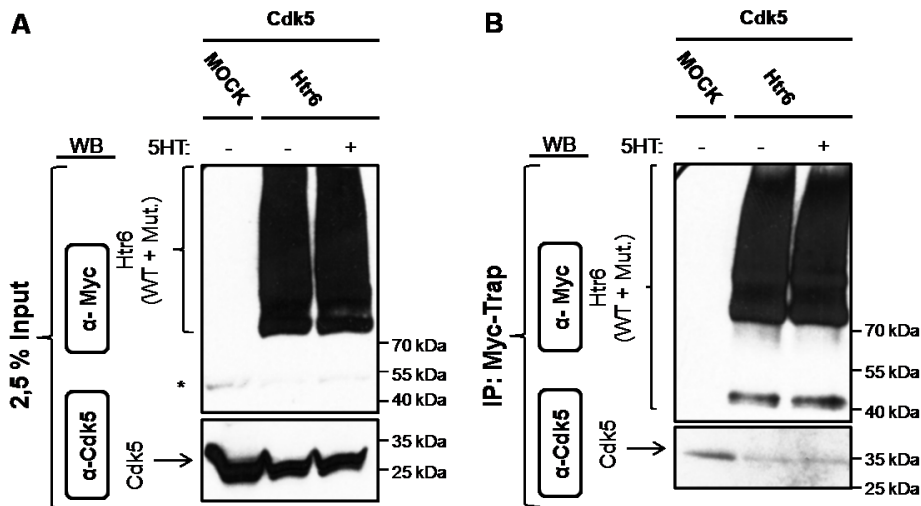 A
Cdk5
MOCK
Htr6
WB
5HT: - - +
2,5 % Input
α- Myc
Htr6
(WT + Mut.)
70 kDa
55 kDa
*
40 kDa
α-Cdk5
Cdk5
35 kDa
25 kDa
B
Cdk5
MOCK
Htr6
WB
5HT: - - +
IP: Myc-Trap
α- Myc
Htr6
(WT + Mut.)
70 kDa
55 kDa
40 kDa
α-Cdk5
Cdk5
35 kDa
25 kDa